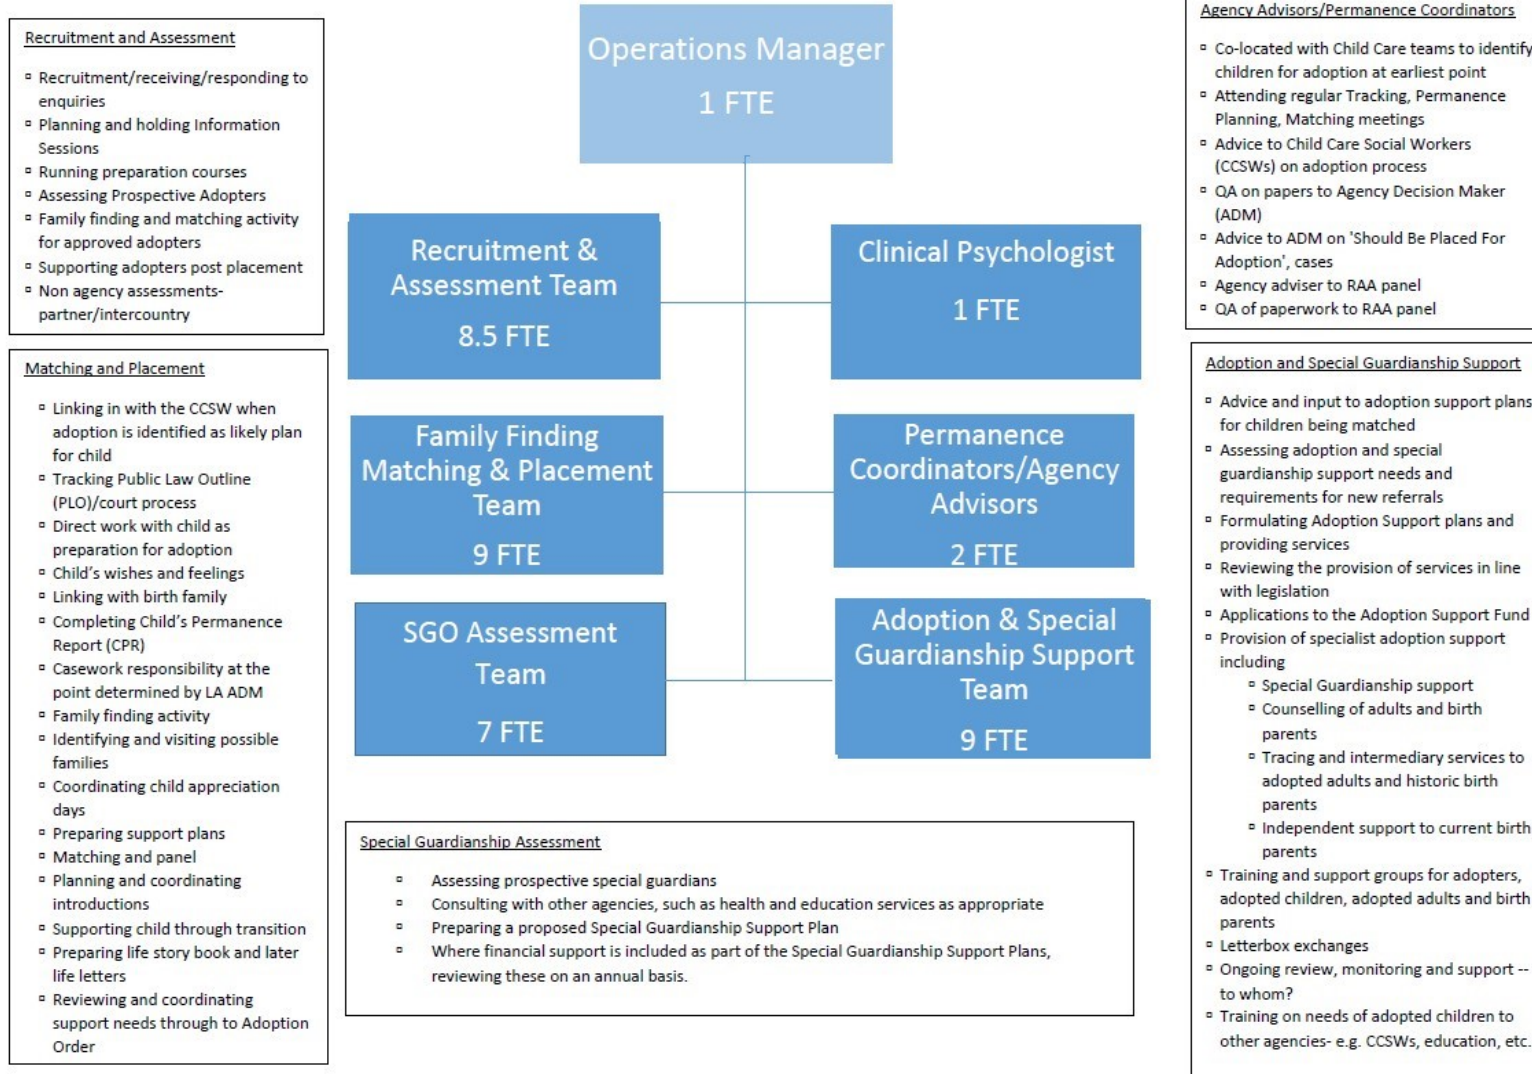 Recruitment and Assessment
▫ Recruitment/receiving/responding to
enquiries
▫ Planning and holding Information
Sessions
▫ Running preparation courses
▫ Assessing Prospective Adopters
▫ Family finding and matching activity
for approved adopters
▫ Supporting adopters post placement
▫ Non agency assessments-
partner/intercountry
Matching and Placement
▫ Linking in with the CCSW when
adoption is identified as likely plan
for child
▫ Tracking Public Law Outline
(PLO)/court process
▫ Direct work with child as
preparation for adoption
▫ Child's wishes and feelings
▫ Linking with birth family
▫ Completing Child's Permanence
Report (CPR)
▫ Casework responsibility at the
point determined by LA ADM
▫ Family finding activity
▫ Identifying and visiting possible
families
▫ Coordinating child appreciation
days
▫ Preparing support plans
▫ Matching and panel
▫ Planning and coordinating
introductions
▫ Supporting child through transition
▫ Preparing life story book and later
life letters
▫ Reviewing and coordinating
support needs through to Adoption
Order
Operations Manager
1 FTE
Recruitment &
Assessment Team
8.5 FTE
Clinical Psychologist
1 FTE
Family Finding
Matching & Placement
Team
9 FTE
Permanence
Coordinators/Agency
Advisors
2 FTE
SGO Assessment
Team
7 FTE
Adoption & Special
Guardianship Support
Team
9 FTE
Special Guardianship Assessment
▫ Assessing prospective special guardians
▫ Consulting with other agencies, such as health and education services as appropriate
▫ Preparing a proposed Special Guardianship Support Plan
▫ Where financial support is included as part of the Special Guardianship Support Plans,
reviewing these on an annual basis.
Agency Advisors/Permanence Coordinators
▫ Co-located with Child Care teams to identify
children for adoption at earliest point
▫ Attending regular Tracking, Permanence
Planning, Matching meetings
▫ Advice to Child Care Social Workers
(CCSWs) on adoption process
▫ QA on papers to Agency Decision Maker
(ADM)
▫ Advice to ADM on 'Should Be Placed For
Adoption', cases
▫ Agency adviser to RAA panel
▫ QA of paperwork to RAA panel
Adoption and Special Guardianship Support
▫ Advice and input to adoption support plans
for children being matched
▫ Assessing adoption and special
guardianship support needs and
requirements for new referrals
▫ Formulating Adoption Support plans and
providing services
▫ Reviewing the provision of services in line
with legislation
▫ Applications to the Adoption Support Fund
▫ Provision of specialist adoption support
including
▫ Special Guardianship support
▫ Counselling of adults and birth
parents
▫ Tracing and intermediary services to
adopted adults and historic birth
parents
▫ Independent support to current birth
parents
▫ Training and support groups for adopters,
adopted children, adopted adults and birth
parents
▫ Letterbox exchanges
▫ Ongoing review, monitoring and support --
to whom?
▫ Training on needs of adopted children to
other agencies- e.g. CCSWs, education, etc.